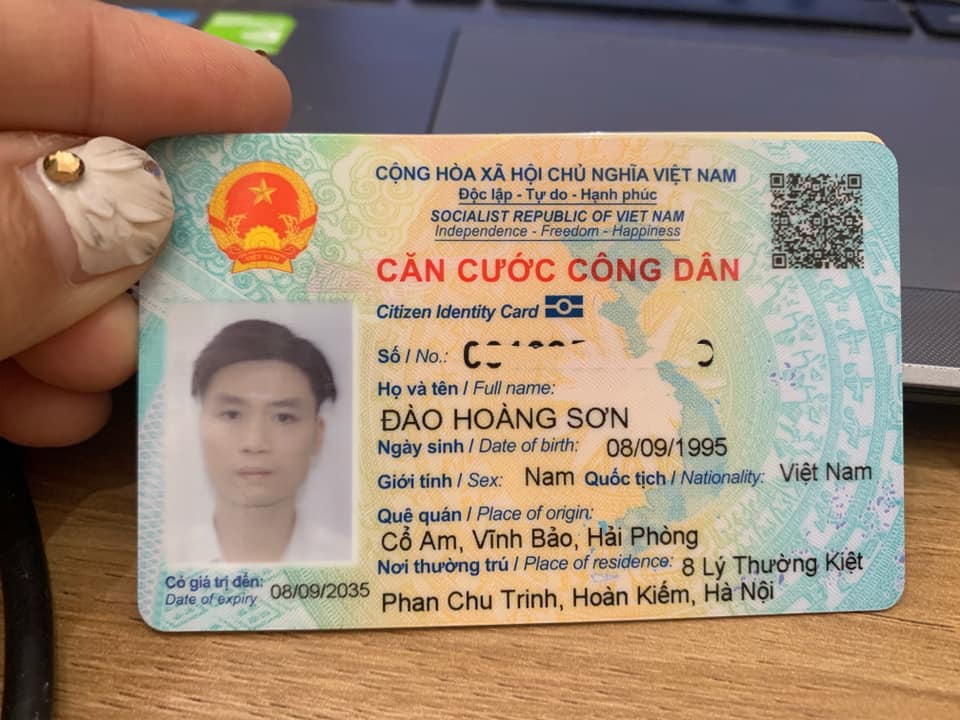 CỘNG HÒA XÃ HỘI CHỦ NGHĨA VIỆT NAM
Độc lập - Tự do - Hạnh phúc
SOCIALIST REPUBLIC OF VIET NAM
Independence - Freedom - Happiness
CĂN CƯỚC CÔNG DÂN
Citizen Identity Card
Số / No.:
Họ và tên / Full name:
ĐÀO HOÀNG SƠN
Ngày sinh / Date of birth: 08/09/1995
Giới tính / Sex: Nam Quốc tịch / Nationality: Việt Nam
Quê quán / Place of origin:
Cổ Am, Vĩnh Bảo, Hải Phòng
Nơi thường trú / Place of residence: 8 Lý Thường Kiệt
Phan Chu Trinh, Hoàn Kiếm, Hà Nội
Có giá trị đến: 08/09/2035
Date of expiry
VIỆT NAM